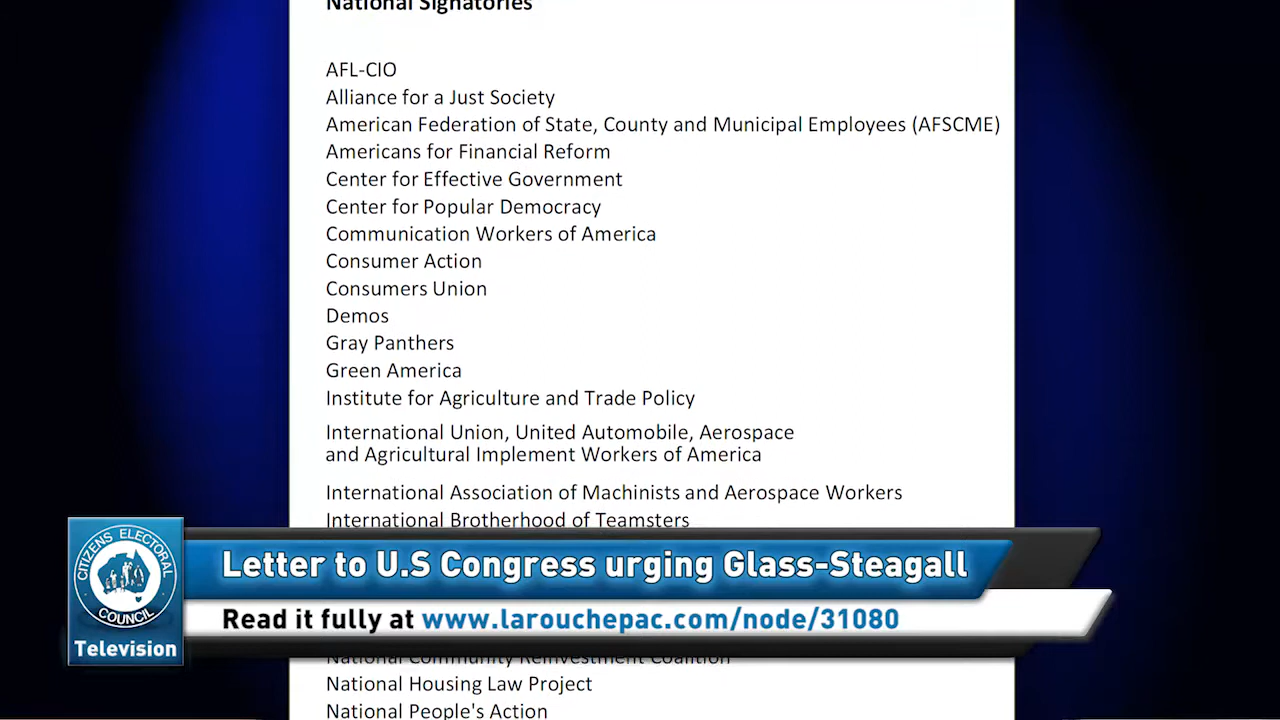 National Signatories
AFL-CIO
Alliance for a Just Society
American Federation of State, County and Municipal Employees (AFSCME)
Americans for Financial Reform
Center for Effective Government
Center for Popular Democracy
Communication Workers of America
Consumer Action
Consumers Union
Demos
Gray Panthers
Green America
Institute for Agriculture and Trade Policy
International Union, United Automobile, Aerospace
and Agricultural Implement Workers of America
International Association of Machinists and Aerospace Workers
International Brotherhood of Teamsters
CITIZENS ELECTORAL
COUNCIL
Television
Letter to U.S Congress urging Glass-Steagall
Read it fully at www.larouchepac.com/node/31080
National Community Reinvestment Coalition
National Housing Law Project
National People's Action